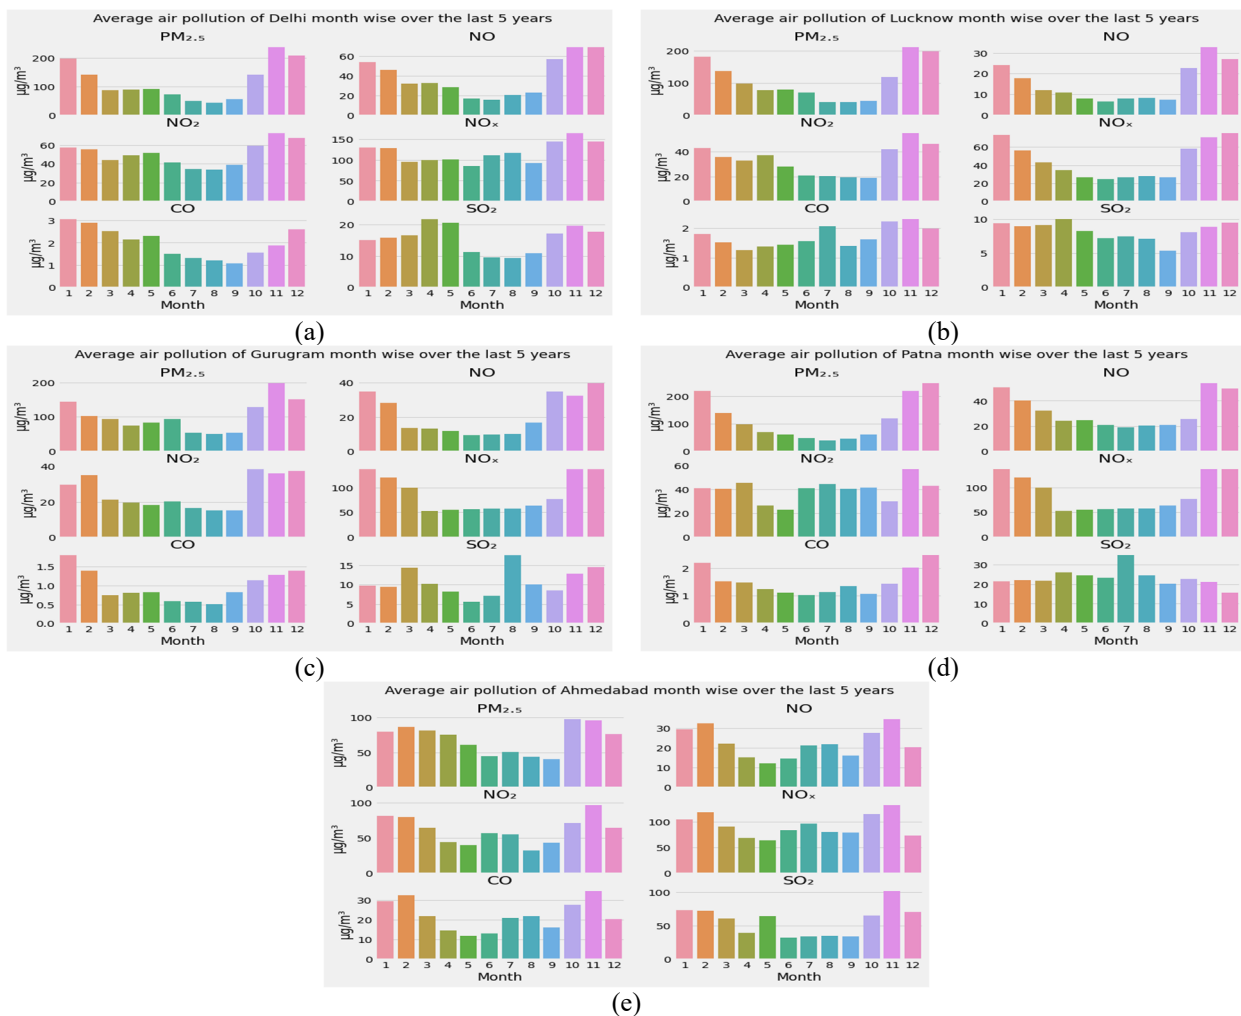 Average air pollution of Delhi month wise over the last 5 years
PM₂.₅ NO
µg/m³ 200 100 0 60 40 20 0
NO₂ NOₓ
60 40 20 0 150 100 50 0
CO SO₂
µg/m³ 3 2 1 0 20 10 0
1 2 3 4 5 6 7 8 9 10 11 12 1 2 3 4 5 6 7 8 9 10 11 12
Month Month
(a)
Average air pollution of Lucknow month wise over the last 5 years
PM₂.₅ NO
200 100 0 30 20 10 0
NO₂ NOₓ
40 20 0 60 40 20 0
CO SO₂
µg/m³ 2 1 0 10 5 0
1 2 3 4 5 6 7 8 9 10 11 12 1 2 3 4 5 6 7 8 9 10 11 12
Month Month
(b)
Average air pollution of Gurugram month wise over the last 5 years
PM₂.₅ NO
µg/m³ 200 100 0 40 20 0
NO₂ NOₓ
µg/m³ 40 20 0 100 50 0
CO SO₂
µg/m³ 1.5 1.0 0.5 0.0 15 10 5 0
1 2 3 4 5 6 7 8 9 10 11 12 1 2 3 4 5 6 7 8 9 10 11 12
Month Month
(c)
Average air pollution of Patna month wise over the last 5 years
PM₂.₅ NO
µg/m³ 200 100 0 40 20 0
NO₂ NOₓ
µg/m³ 60 40 20 0 100 50 0
CO SO₂
µg/m³ 2 1 0 30 20 10 0
1 2 3 4 5 6 7 8 9 10 11 12 1 2 3 4 5 6 7 8 9 10 11 12
Month Month
(d)
Average air pollution of Ahmedabad month wise over the last 5 years
PM₂.₅ NO
µg/m³ 100 50 0 30 20 10 0
NO₂ NOₓ
µg/m³ 100 50 0 100 50 0
CO SO₂
µg/m³ 30 20 10 0 100 50 0
1 2 3 4 5 6 7 8 9 10 11 12 1 2 3 4 5 6 7 8 9 10 11 12
Month Month
(e)